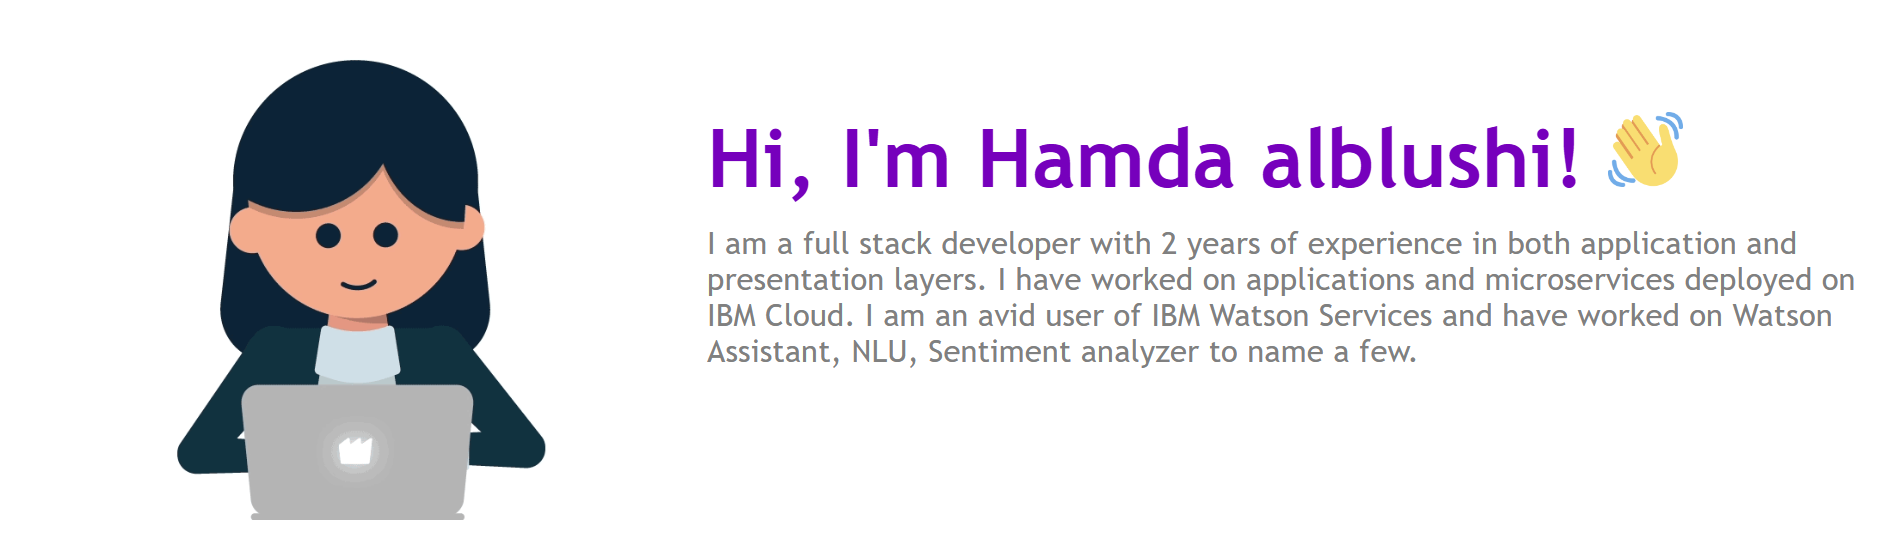 Hi, I'm Hamda alblushi! 👋
I am a full stack developer with 2 years of experience in both application and
presentation layers. I have worked on applications and microservices deployed on
IBM Cloud. I am an avid user of IBM Watson Services and have worked on Watson
Assistant, NLU, Sentiment analyzer to name a few.